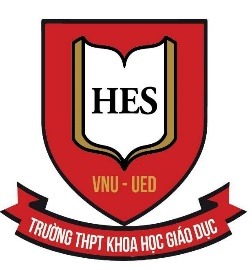 HES
VNU - UED
TRƯỜNG THPT KHOA HỌC GIÁO DỤC